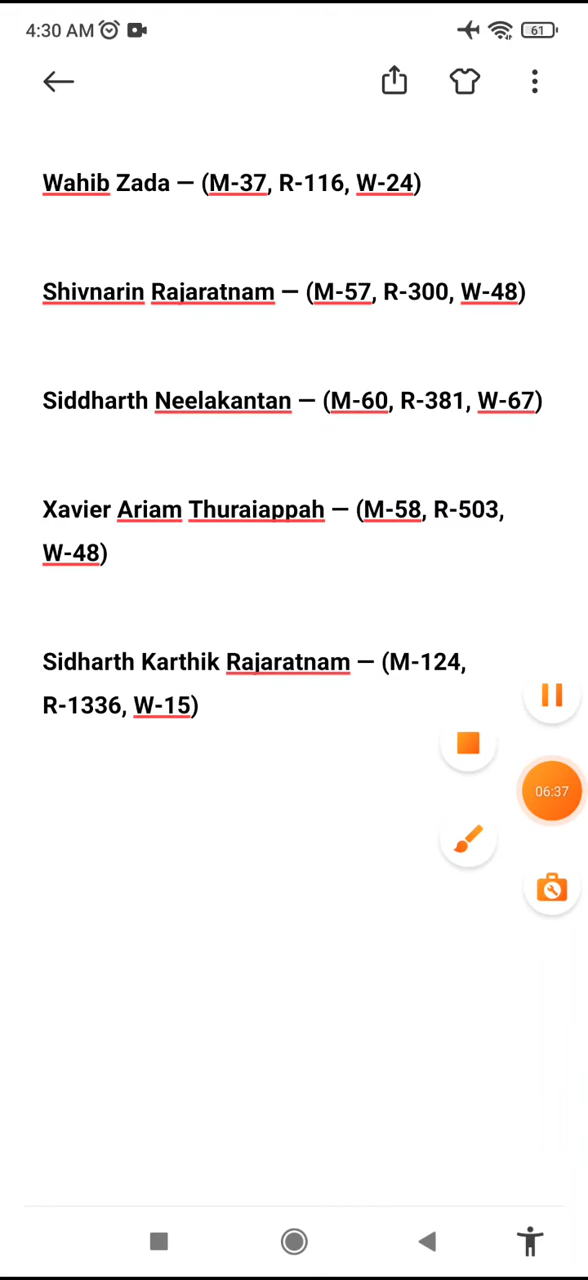 4:30 AM 61
Wahib Zada — (M-37, R-116, W-24)
Shivnarin Rajaratnam — (M-57, R-300, W-48)
Siddharth Neelakantan — (M-60, R-381, W-67)
Xavier Ariam Thuraiappah — (M-58, R-503,
W-48)
Sidharth Karthik Rajaratnam — (M-124,
R-1336, W-15)
06:37